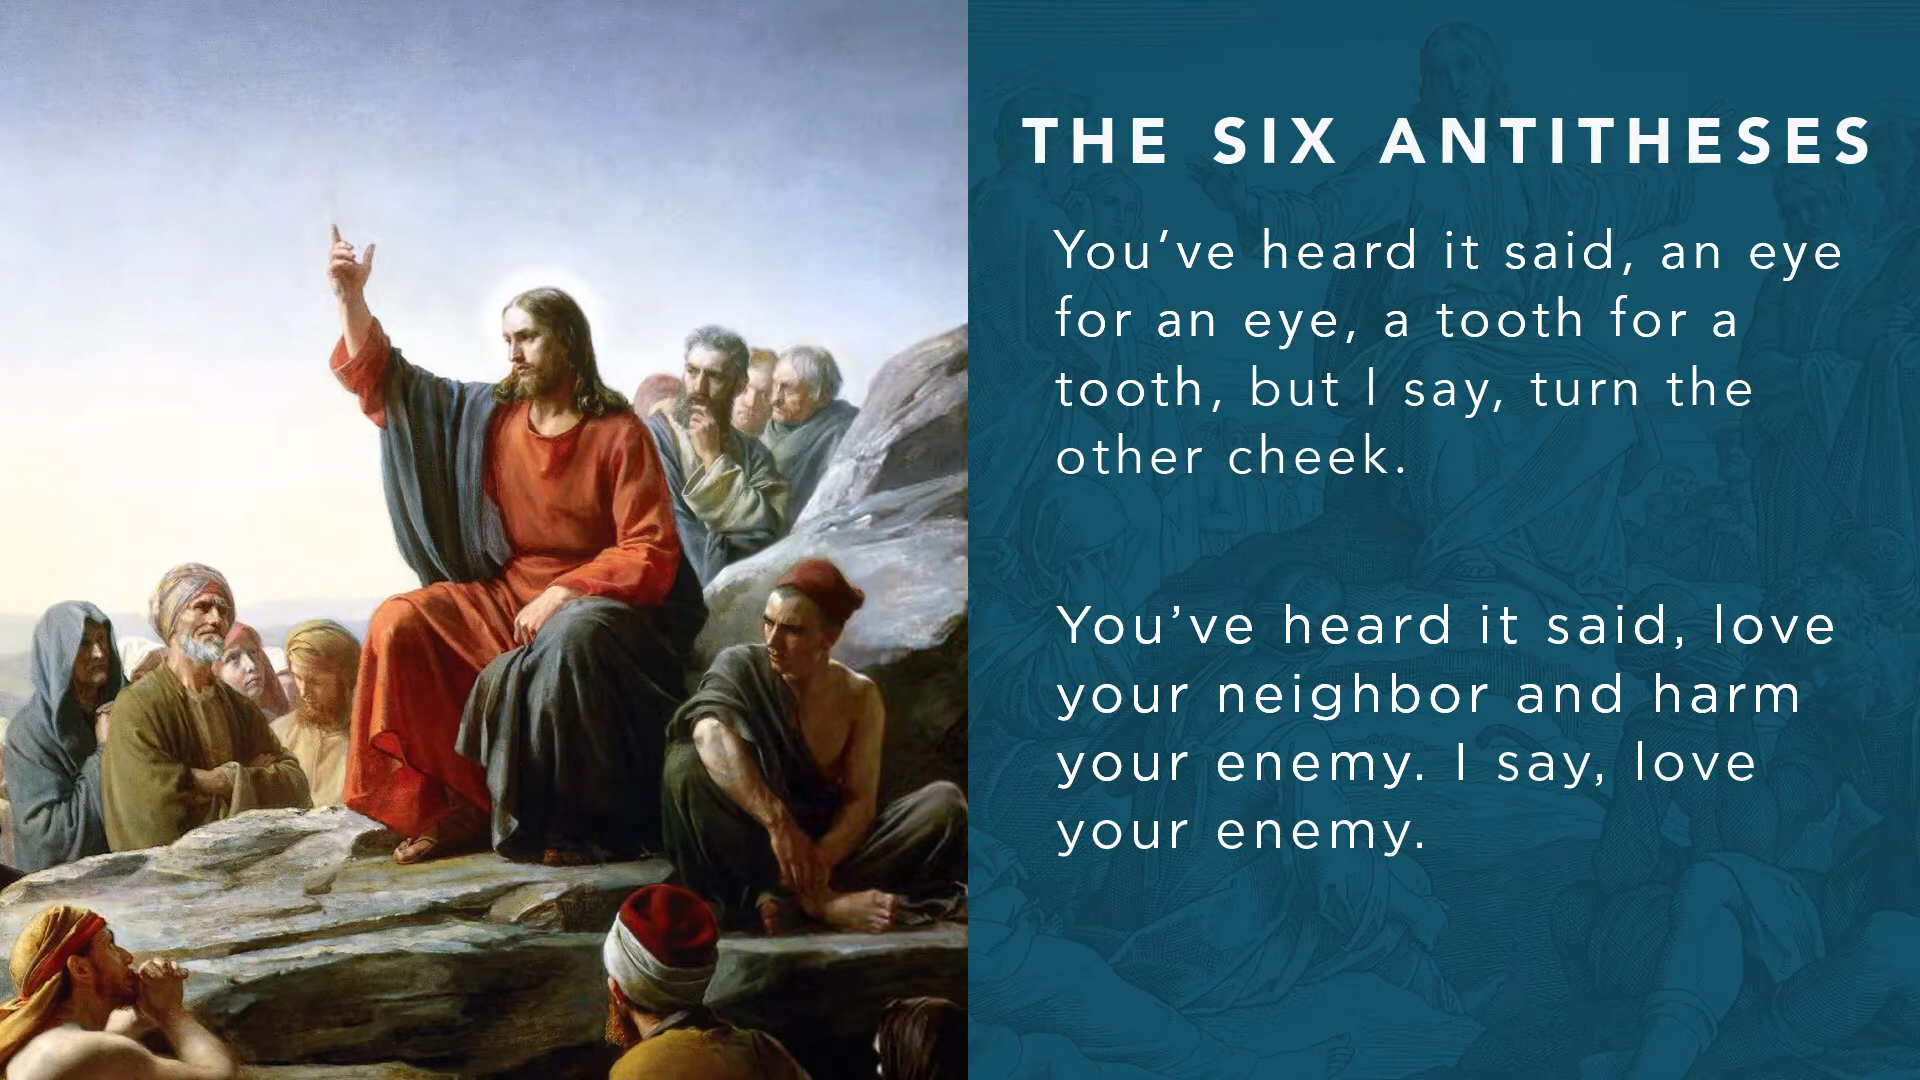 THE SIX ANTITHESES
You’ve heard it said, an eye
for an eye, a tooth for a
tooth, but I say, turn the
other cheek.
You’ve heard it said, love
your neighbor and harm
your enemy. I say, love
your enemy.